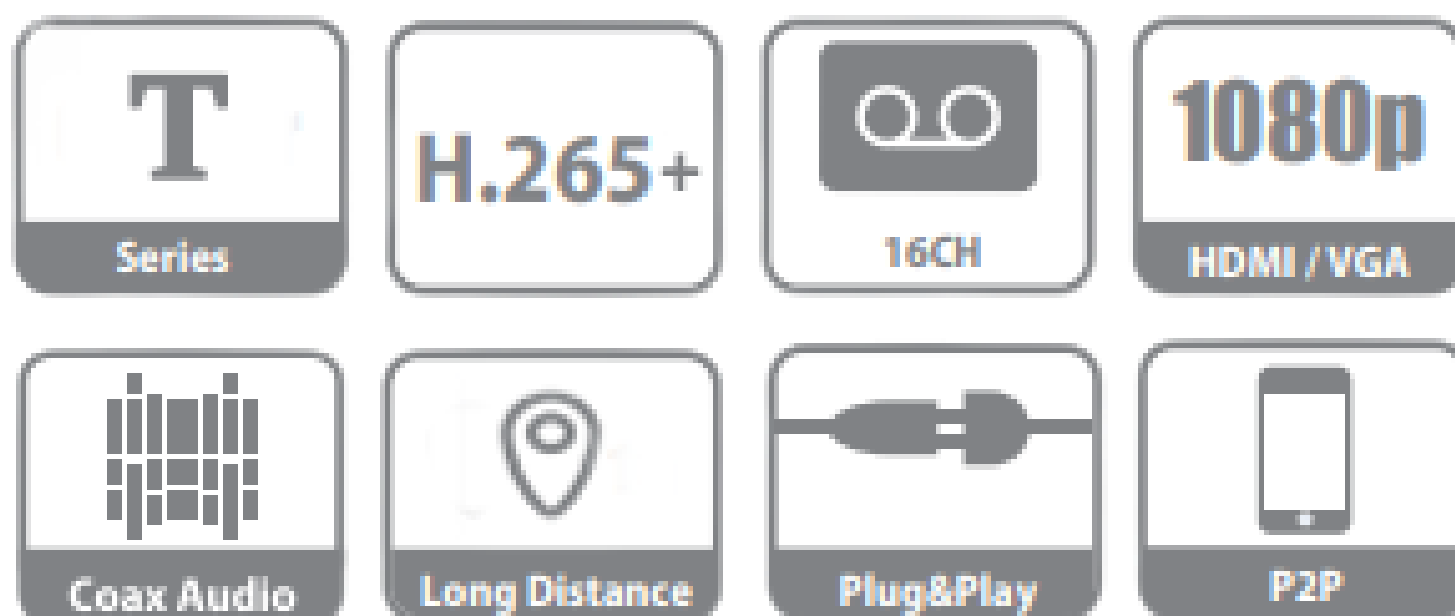 T
Series
H.265+
16CH
1080p
HDMI / VGA
Coax Audio
Long Distance
Plug&Play
P2P